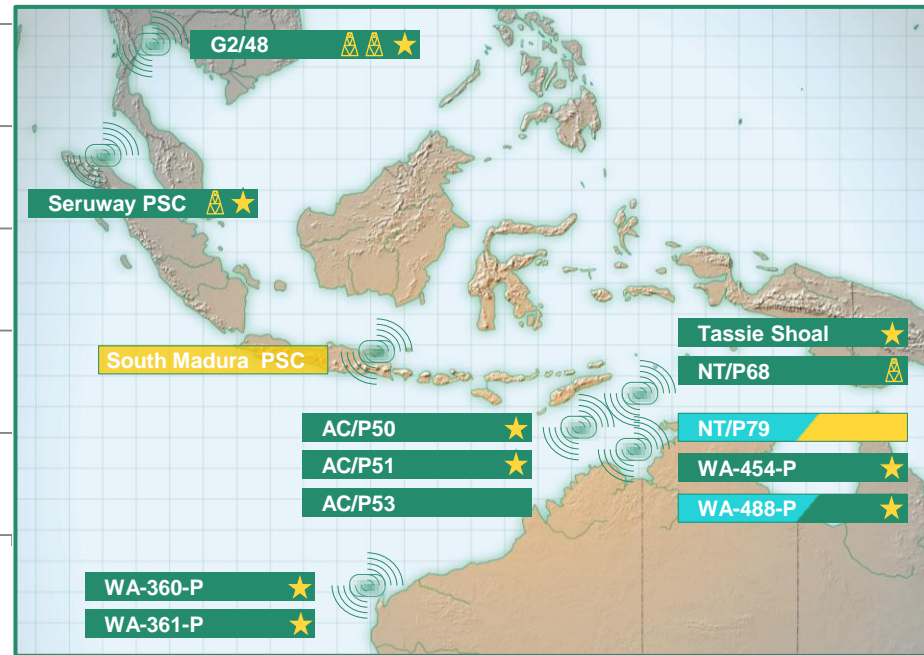 G2/48
Seruway PSC
South Madura PSC
Tassie Shoal
NT/P68
AC/P50
NT/P79
AC/P51
WA-454-P
AC/P53
WA-488-P
WA-360-P
WA-361-P